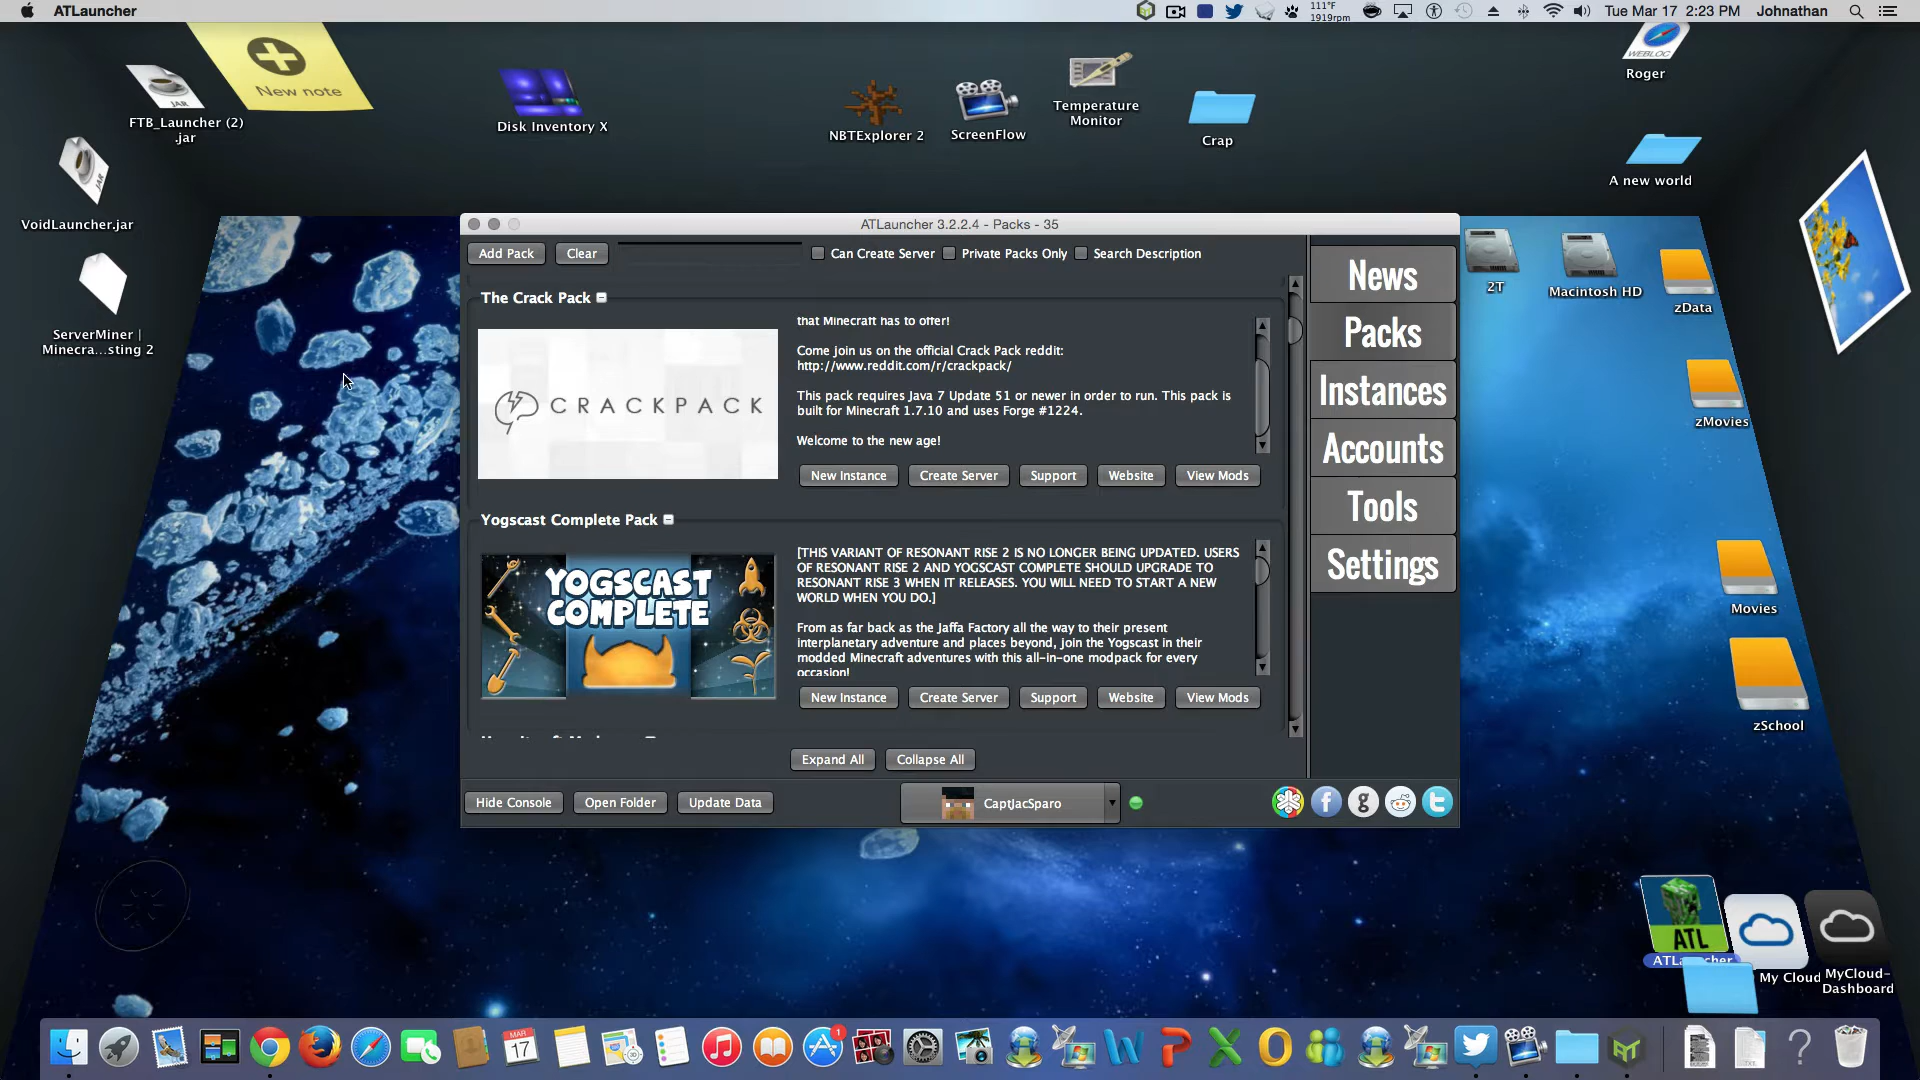 ATLauncher
111°F
1919rpm
Tue Mar 17 2:23 PM Johnathan
New note
FTB_Launcher (2)
.jar
Disk Inventory X
NBTExplorer 2
ScreenFlow
Temperature
Monitor
Crap
WEBLOC
Roger
A new world
JAR
JAR
VoidLauncher.jar
ServerMiner |
Minecra...sting 2
2T
Macintosh HD
zData
zMovies
Movies
zSchool
ATLauncher 3.2.2.4 - Packs - 35
Add Pack
Clear
Can Create Server
Private Packs Only
Search Description
The Crack Pack
CRACKPACK
that Minecraft has to offer!
Come join us on the official Crack Pack reddit:
http://www.reddit.com/r/crackpack/
This pack requires Java 7 Update 51 or newer in order to run. This pack is
built for Minecraft 1.7.10 and uses Forge #1224.
Welcome to the new age!
New Instance
Create Server
Support
Website
View Mods
Yogscast Complete Pack
YOGSCAST
COMPLETE
[THIS VARIANT OF RESONANT RISE 2 IS NO LONGER BEING UPDATED. USERS
OF RESONANT RISE 2 AND YOGSCAST COMPLETE SHOULD UPGRADE TO
RESONANT RISE 3 WHEN IT RELEASES. YOU WILL NEED TO START A NEW
WORLD WHEN YOU DO.]
From as far back as the Jaffa Factory all the way to their present
interplanetary adventure and places beyond, join the Yogscast in their
modded Minecraft adventures with this all-in-one modpack for every
occasion!
New Instance
Create Server
Support
Website
View Mods
Expand All
Collapse All
News
Packs
Instances
Accounts
Tools
Settings
Hide Console
Open Folder
Update Data
CaptJacSparo
ATL
ATLauncher
My Cloud
MyCloud-
Dashboard
MAR
17
1